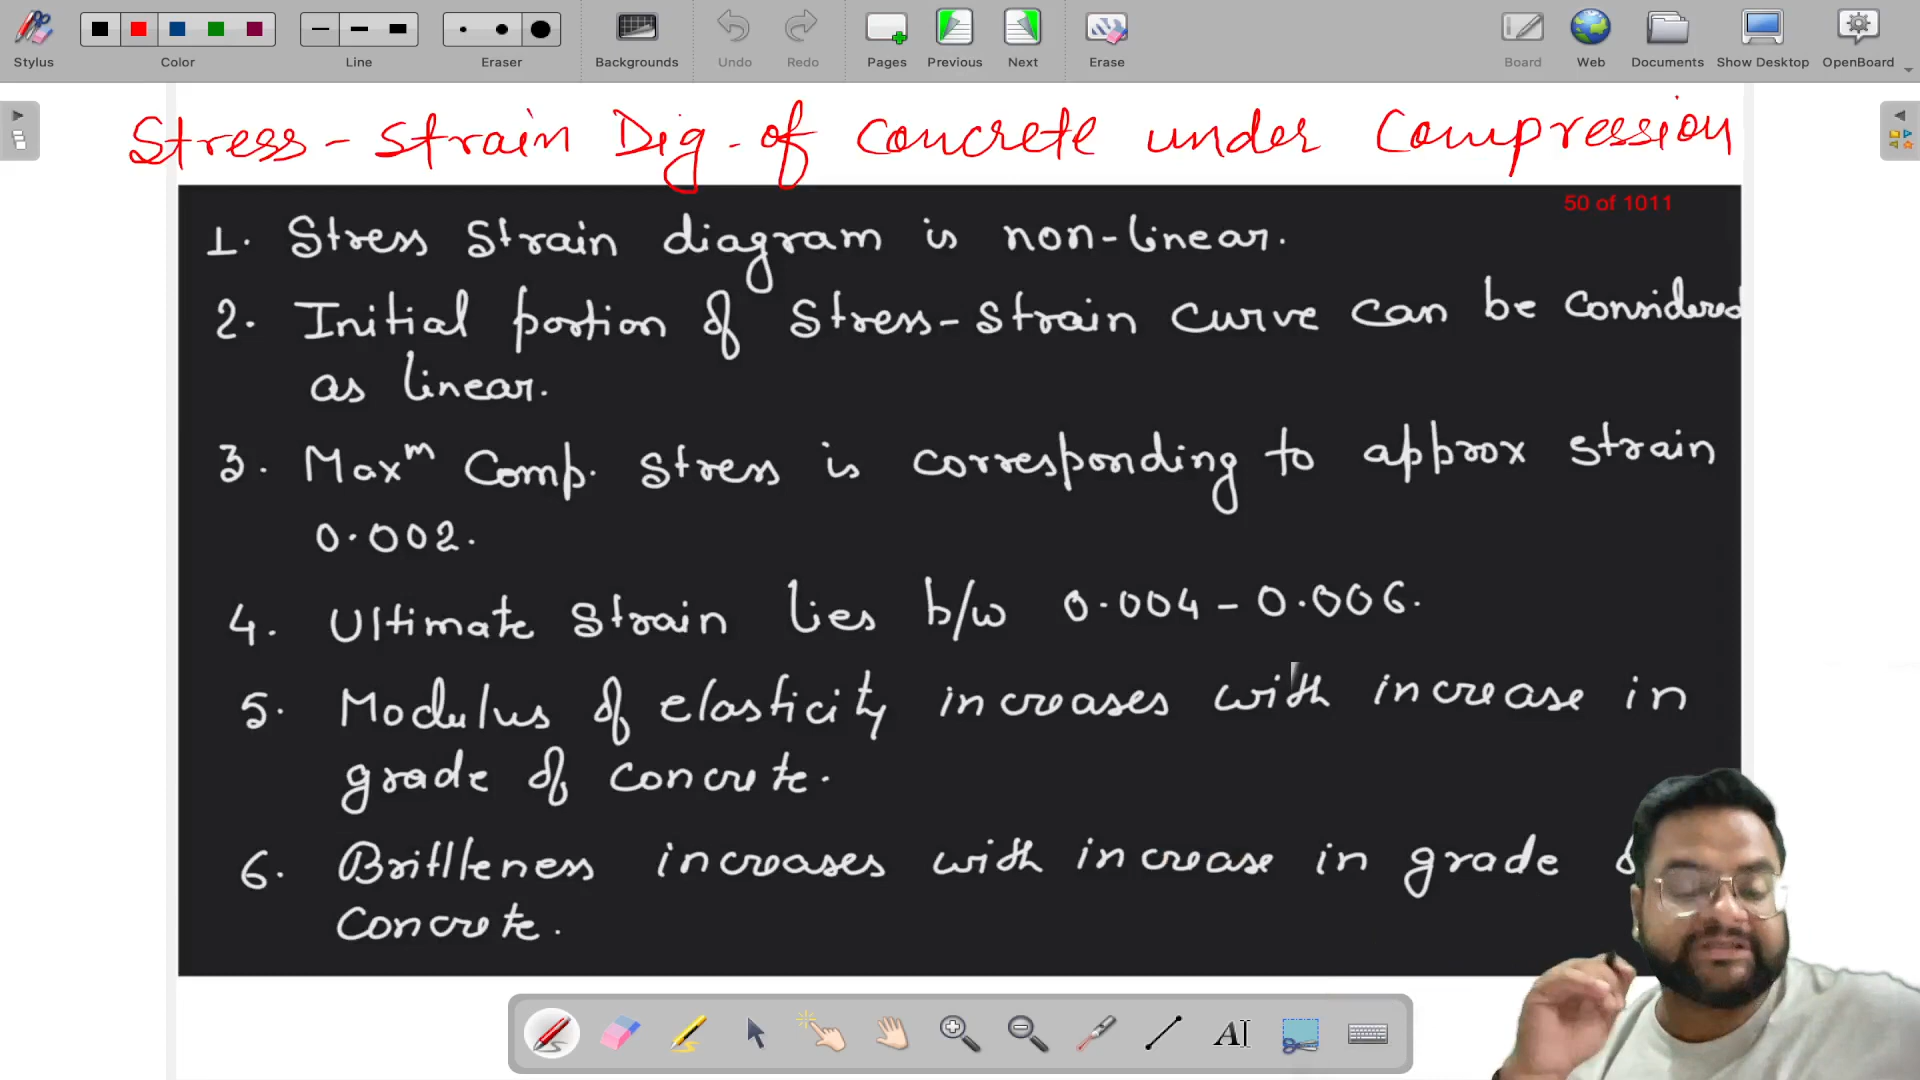 Stylus
Color
Line
Eraser
Backgrounds
Undo
Redo
Pages
Previous
Next
Erase
Board
Web
Documents
Show Desktop
OpenBoard
Stress-strain Dig. of concrete under Compression
50 of 1011
1. Stress strain diagram is non-linear.
2. Initial portion of stress-strain curve can be considered
as linear.
3. Maxm Comp. stress is corresponding to approx strain
0.002.
4. Ultimate strain lies b/w 0.004 - 0.006.
5. Modulus of elasticity increases with increase in
grade of concrete.
6. Brittleness increases with increase in grade
concrete.